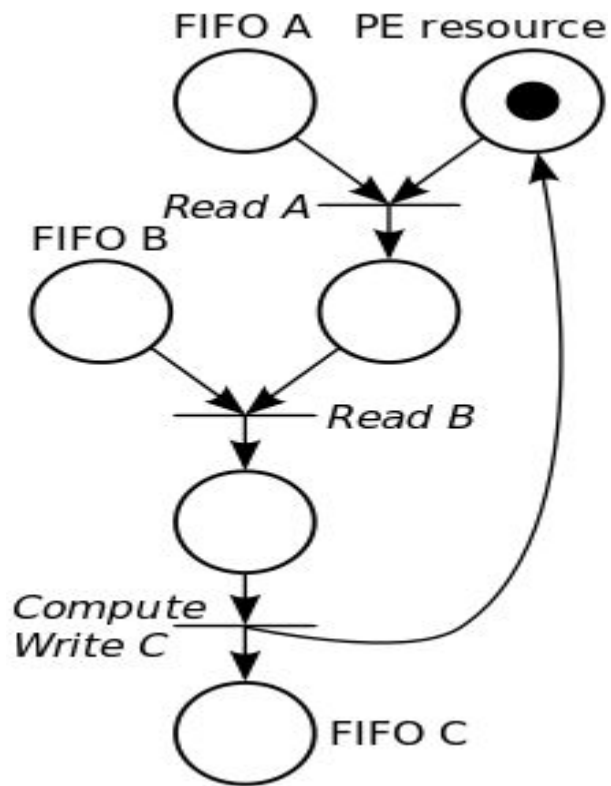 FIFO A
PE resource
Read A
FIFO B
Read B
Compute
Write C
FIFO C